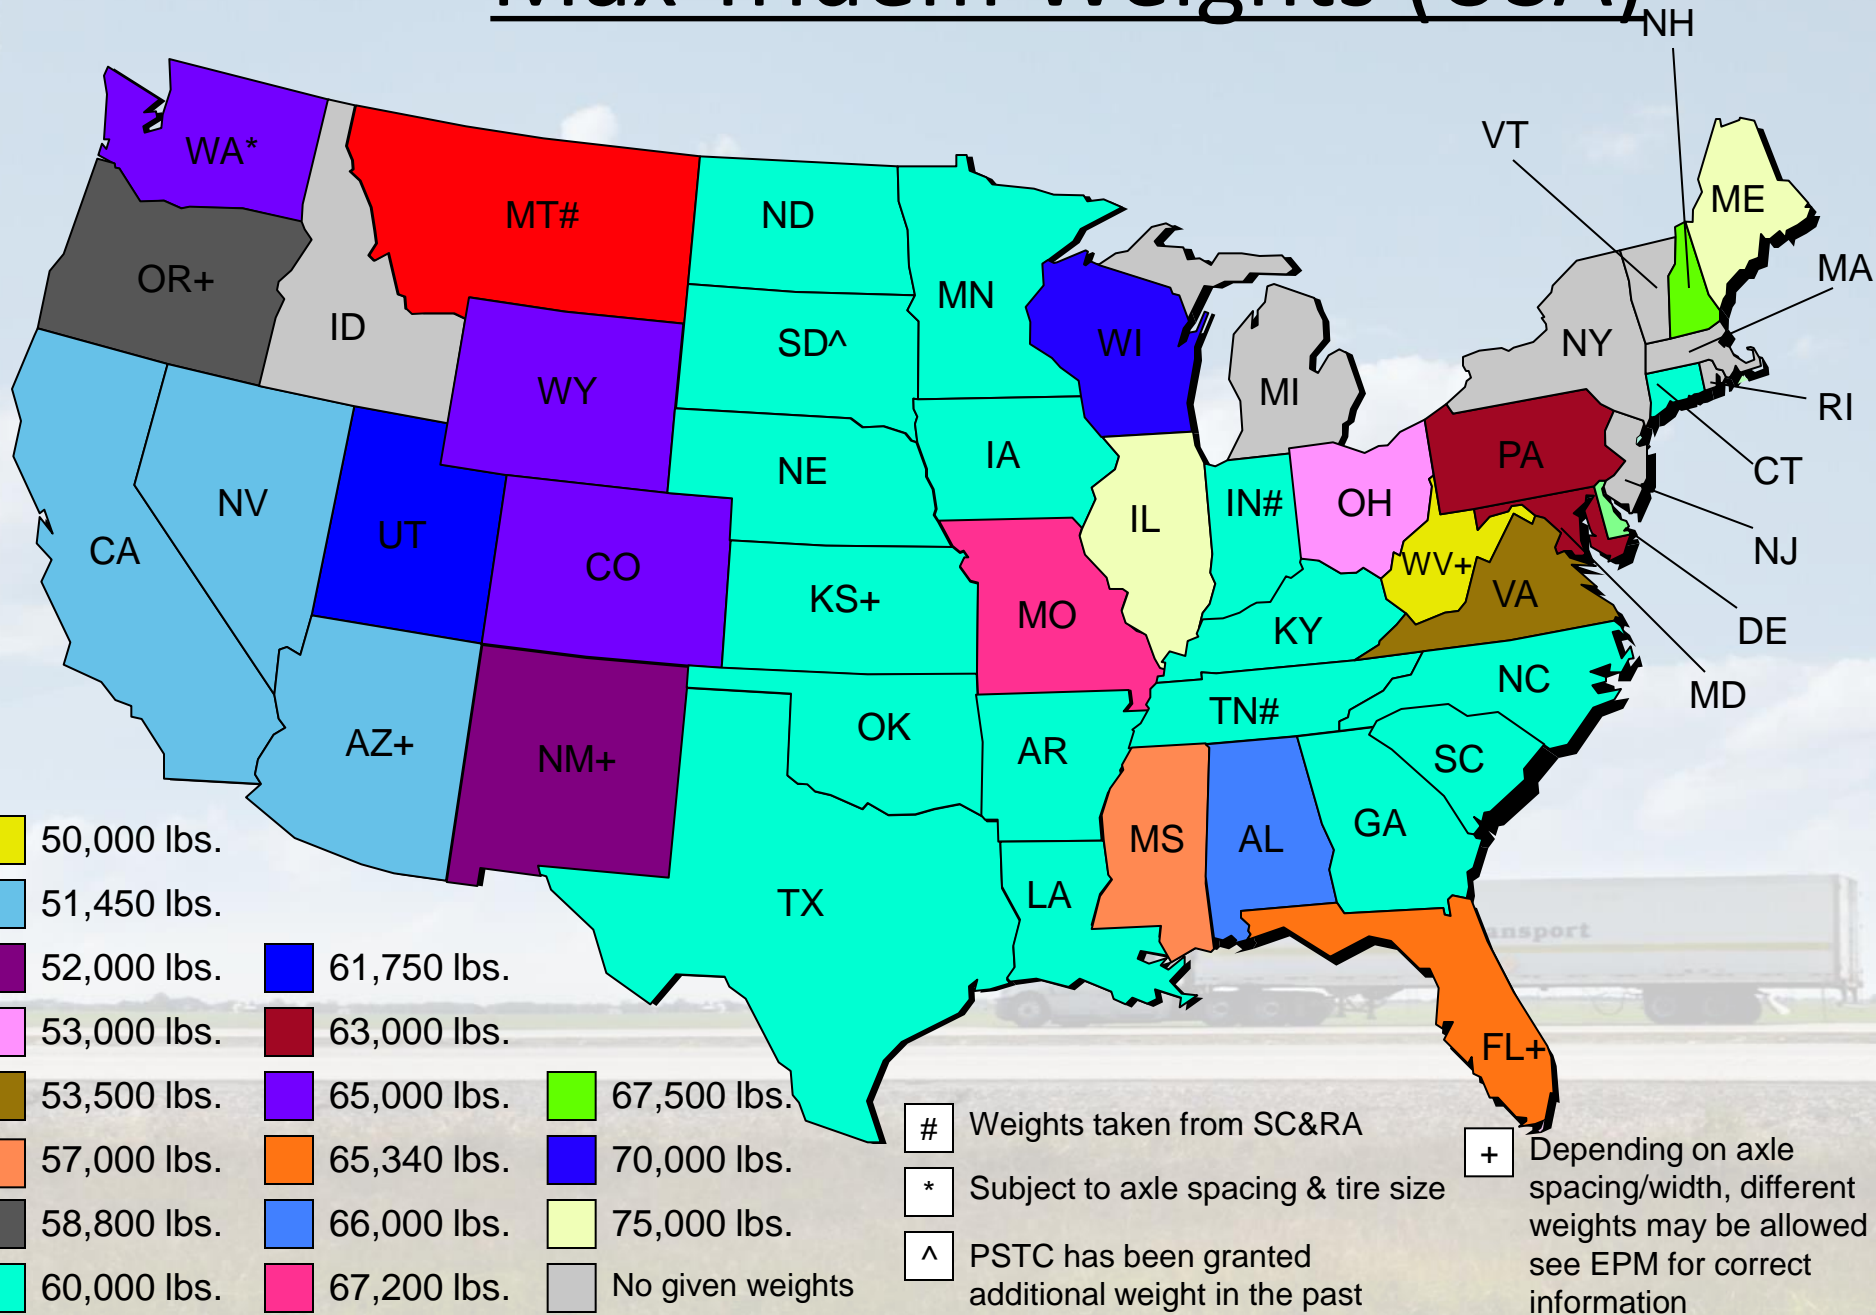 Max Tridem Weights (USA)
NH
VT
WA*
ME
MT#
ND
OR+
MA
MN
ID
SD^
WI
NY
WY
MI
RI
IA
PA
NE
CT
NV
IN#
OH
IL
UT
CA
NJ
CO
WV+
VA
KS+
MO
KY
DE
NC
MD
TN#
OK
AZ+
AR
NM+
SC
GA
MS
AL
LA
TX
50,000 lbs.
51,450 lbs.
52,000 lbs.
53,000 lbs.
53,500 lbs.
57,000 lbs.
58,800 lbs.
60,000 lbs.
61,750 lbs.
63,000 lbs.
65,000 lbs.
65,340 lbs.
66,000 lbs.
67,200 lbs.
67,500 lbs.
70,000 lbs.
75,000 lbs.
No given weights
nsport
FL+
# Weights taken from SC&RA
* Subject to axle spacing & tire size
^ PSTC has been granted
additional weight in the past
+ Depending on axle
spacing/width, different
weights may be allowed
see EPM for correct
information